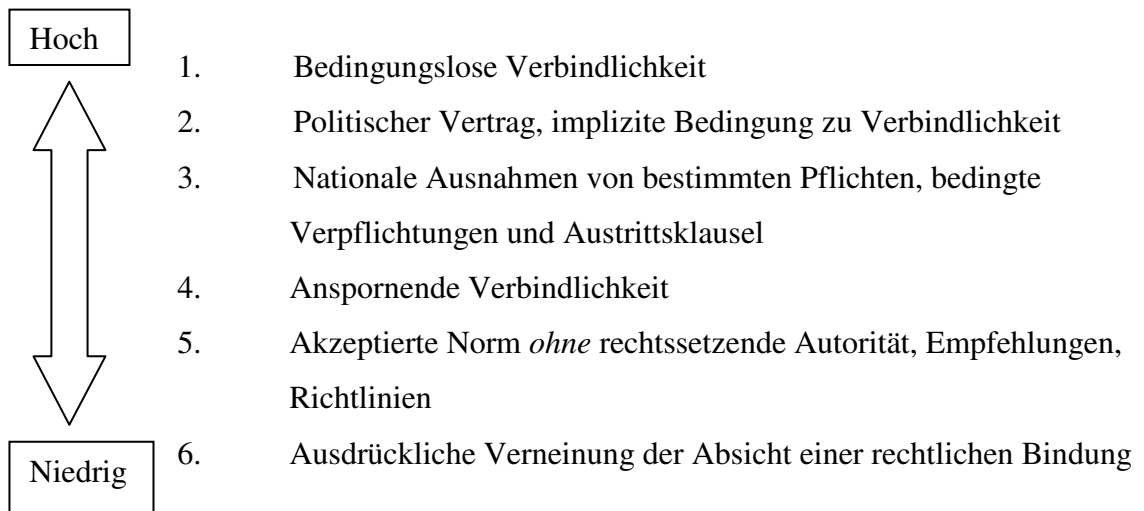 Hoch
1. Bedingungslose Verbindlichkeit
2. Politischer Vertrag, implizite Bedingung zu Verbindlichkeit
3. Nationale Ausnahmen von bestimmten Pflichten, bedingte
Verpflichtungen und Austrittsklausel
4. Anspornende Verbindlichkeit
5. Akzeptierte Norm ohne rechtssetzende Autorität, Empfehlungen,
Richtlinien
6. Ausdrückliche Verneinung der Absicht einer rechtlichen Bindung
Niedrig